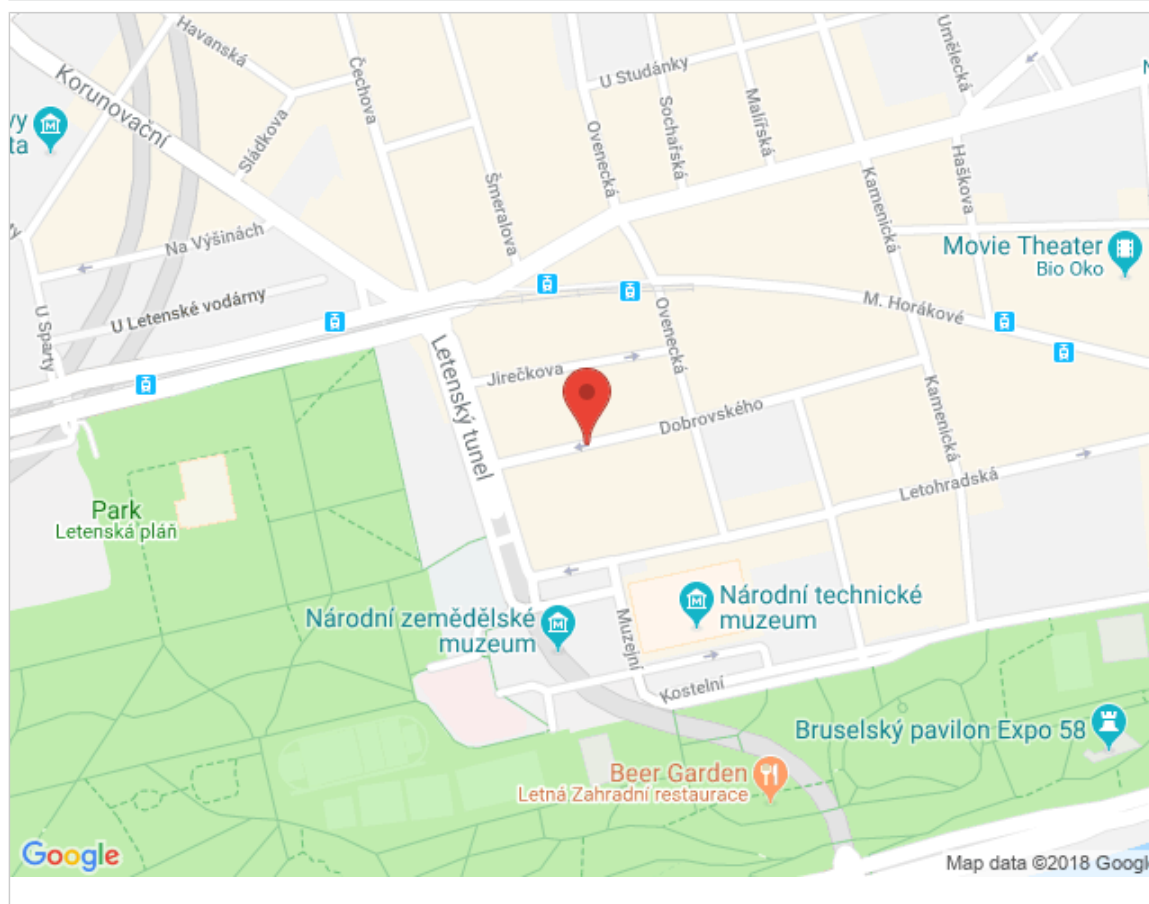 Havanská
Čechova
Umělecká
N
U Studánky
Korunovační
Sochařská
Malířská
Ovenecká
vy
ta
Sládkova
Haškova
Šmeralova
Kamenická
Na Výšinách
Movie Theater
Bio Oko
U Letenské vodárny
U Sparty
M. Horákové
Ovenecká
Letenský tunel
Jirečkova
Dobrovského
Kamenická
Letohradská
Park
Letenská pláň
Národní zemědělské
muzeum
Národní technické
muzeum
Muzejní
Kostelní
Bruselský pavilon Expo 58
Beer Garden
Letná Zahradní restaurace
Google
Map data ©2018 Google